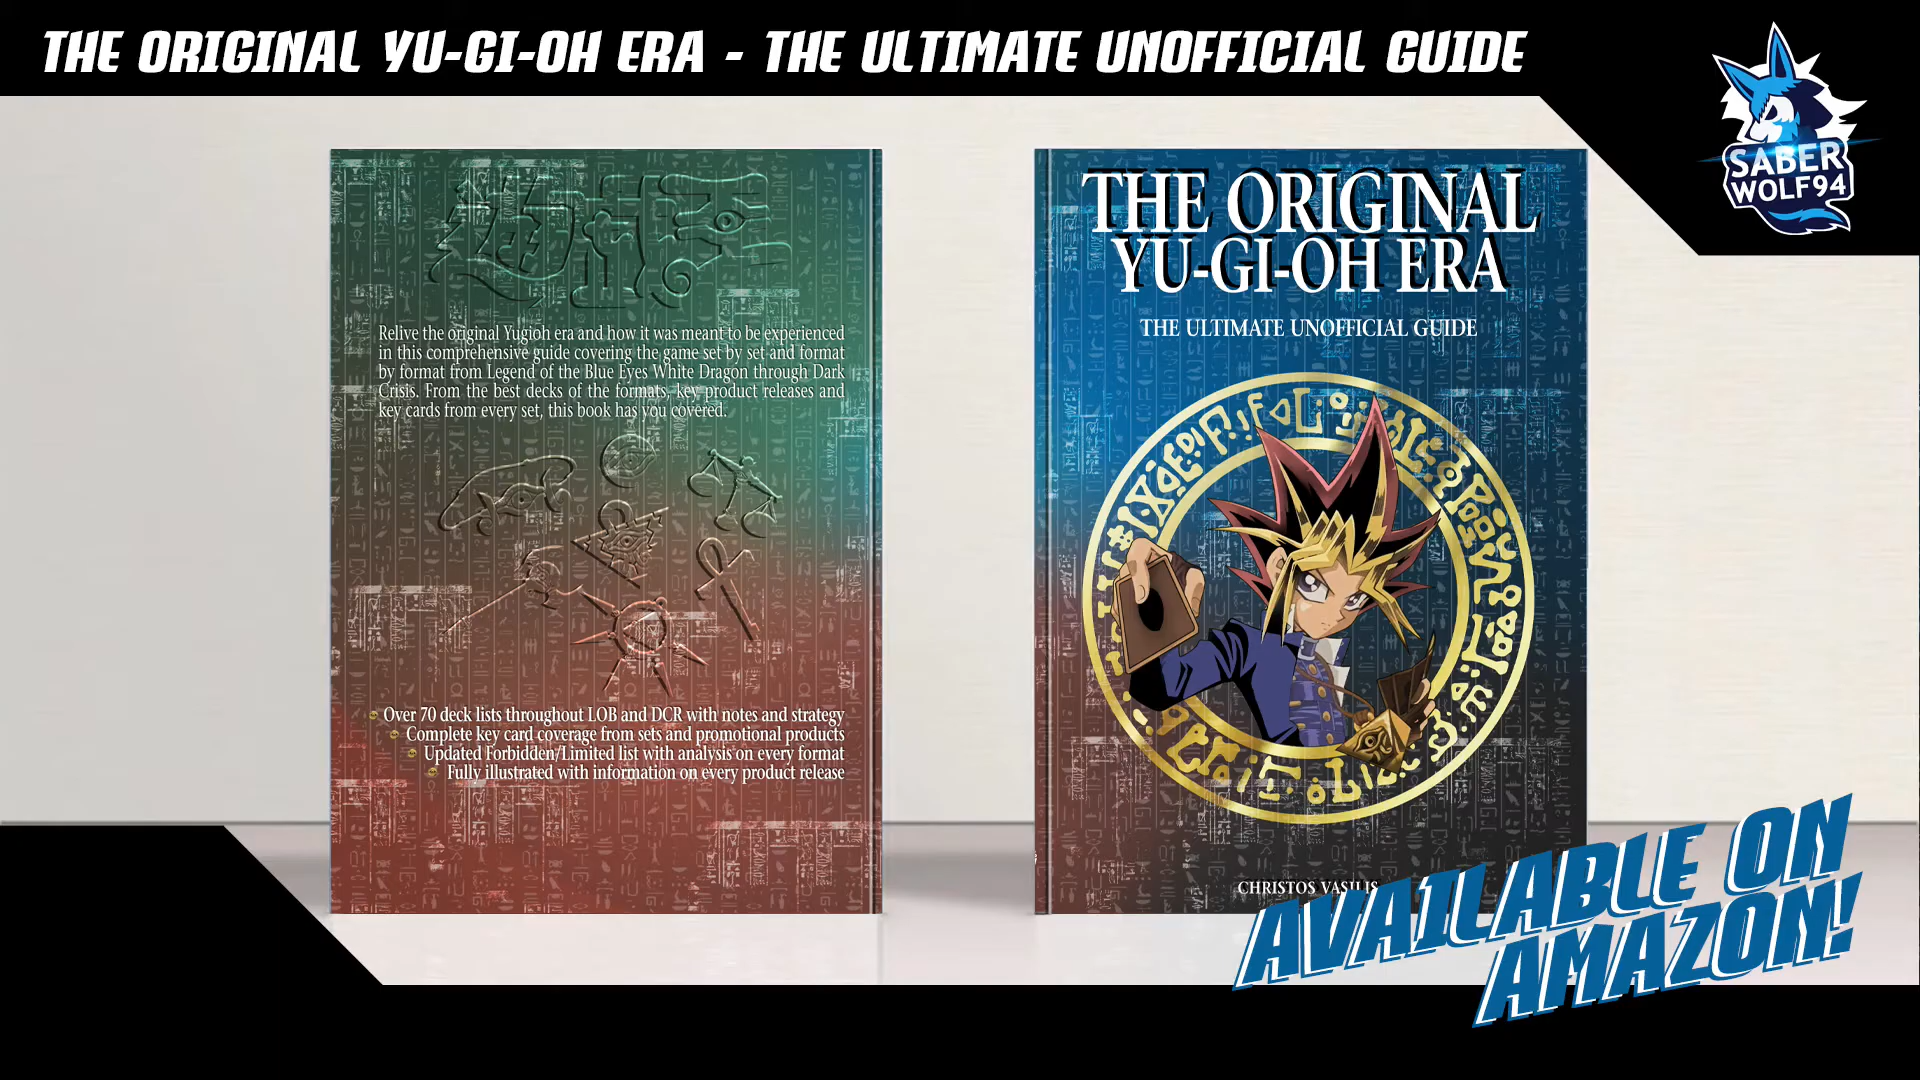 THE ORIGINAL YU-GI-OH ERA - THE ULTIMATE UNOFFICIAL GUIDE
SABER
WOLF94
Relive the original Yugioh era and how it was meant to be experienced
in this comprehensive guide covering the game set by set and format
by format from Legend of the Blue Eyes White Dragon through Dark
Crisis. From the best decks of the formats, key product releases and
key cards from every set, this book has you covered.
Over 70 deck lists throughout LOB and DCR with notes and strategy
Complete key card coverage from sets and promotional products
Updated Forbidden/Limited list with analysis on every format
Fully illustrated with information on every product release
THE ORIGINAL
YU-GI-OH ERA
THE ULTIMATE UNOFFICIAL GUIDE
CHRISTOS VASILIS
AVAILABLE ON
AMAZON!